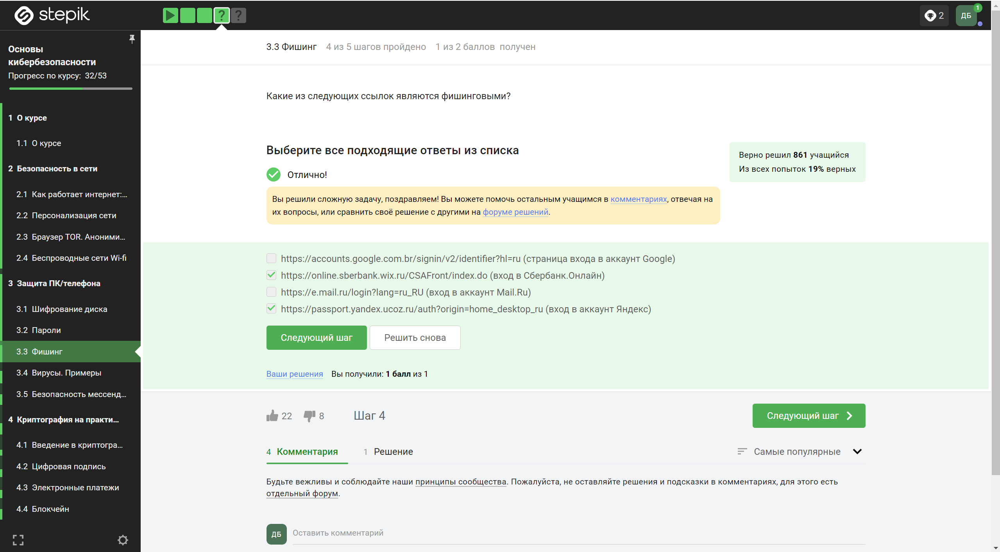 stepik
?
?
2
ДБ
1
Основы
кибербезопасности
Прогресс по курсу: 32/53
1 О курсе
1.1 О курсе
2 Безопасность в сети
2.1 Как работает интернет:...
2.2 Персонализация сети
2.3 Браузер TOR. Аноними...
2.4 Беспроводные сети Wi-fi
3 Защита ПК/телефона
3.1 Шифрование диска
3.2 Пароли
3.3 Фишинг
3.4 Вирусы. Примеры
3.5 Безопасность мессенд...
4 Криптография на практи...
4.1 Введение в криптогра...
4.2 Цифровая подпись
4.3 Электронные платежи
4.4 Блокчейн
3.3 Фишинг 4 из 5 шагов пройдено 1 из 2 баллов получен
Какие из следующих ссылок являются фишинговыми?
Выберите все подходящие ответы из списка
Верно решил 861 учащийся
Из всех попыток 19% верных
Отлично!
Вы решили сложную задачу, поздравляем! Вы можете помочь остальным учащимся в комментариях, отвечая на
их вопросы, или сравнить своё решение с другими на форуме решений.
https://accounts.google.com.br/signin/v2/identifier?hl=ru (страница входа в аккаунт Google)
https://online.sberbank.wix.ru/CSAFront/index.do (вход в Сбербанк.Онлайн)
https://e.mail.ru/login?lang=ru_RU (вход в аккаунт Mail.Ru)
https://passport.yandex.ucoz.ru/auth?origin=home_desktop_ru (вход в аккаунт Яндекс)
Следующий шаг Решить снова
Ваши решения Вы получили: 1 балл из 1
22 8 Шаг 4 Следующий шаг
4 Комментария 1 Решение Самые популярные
Будьте вежливы и соблюдайте наши принципы сообщества. Пожалуйста, не оставляйте решения и подсказки в комментариях, для этого есть
отдельный форум.
ДБ Оставить комментарий